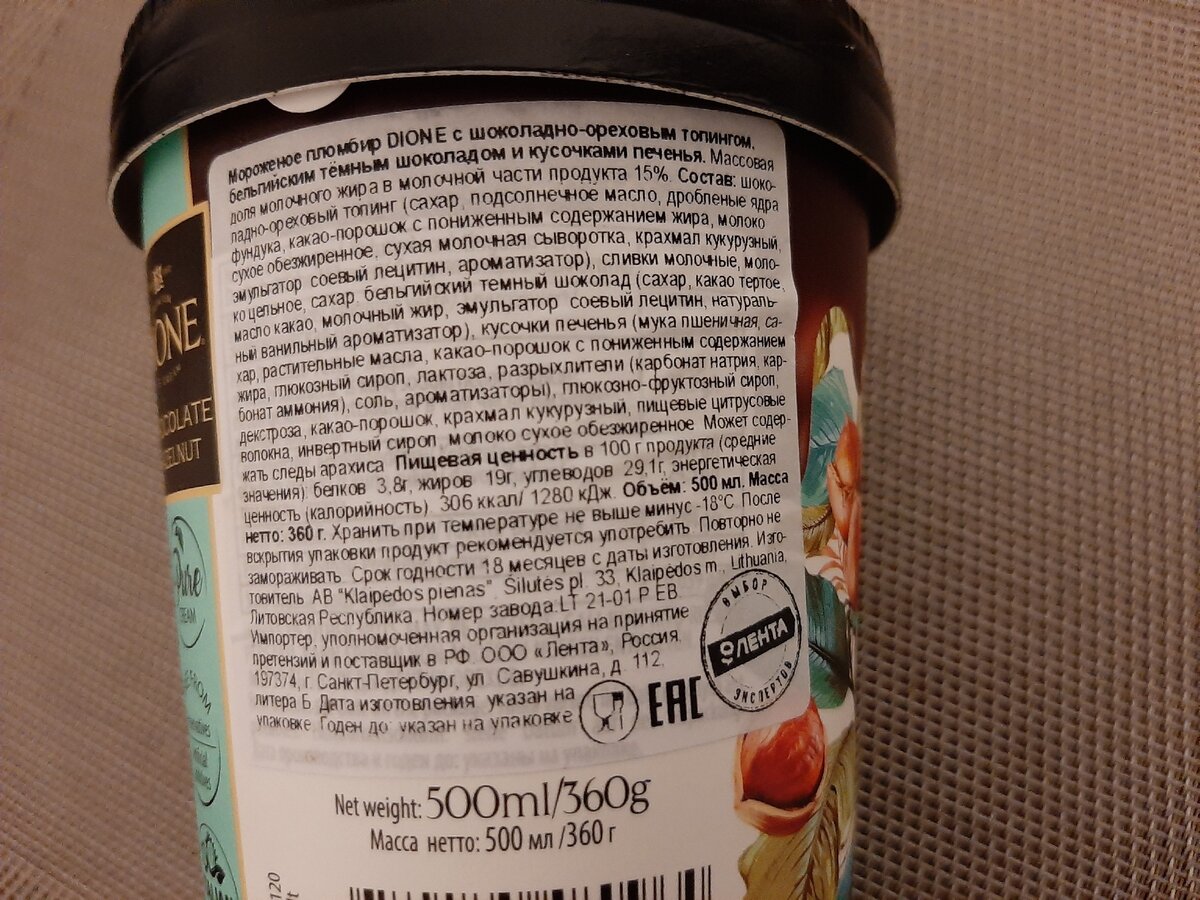 Мороженое пломбир DIONE с шоколадно-ореховым топингом,
бельгийским тёмным шоколадом и кусочками печенья. Массовая
доля молочного жира в молочной части продукта 15%. Состав: шоко-
ладно-ореховый топинг (сахар, подсолнечное масло, дробленые ядра
фундука, какао-порошок с пониженным содержанием жира, молоко
сухое обезжиренное, сухая молочная сыворотка, крахмал кукурузный,
эмульгатор соевый лецитин, ароматизатор), сливки молочные, моло-
ко цельное, сахар, бельгийский темный шоколад (сахар, какао тертое,
масло какао, молочный жир, эмульгатор соевый лецитин, натураль-
ный ванильный ароматизатор), кусочки печенья (мука пшеничная, са-
хар, растительные масла, какао-порошок с пониженным содержанием
жира, глюкозный сироп, лактоза, разрыхлители (карбонат натрия, кар-
бонат аммония), соль, ароматизаторы), глюкозно-фруктозный сироп,
декстроза, какао-порошок, крахмал кукурузный, пищевые цитрусовые
волокна, инвертный сироп, молоко сухое обезжиренное Может содер-
жать следы арахиса Пищевая ценность в 100 г продукта (средние
значения): белков 3,8г, жиров 19г, углеводов 29,1г, энергетическая
ценность (калорийность) 306 ккал/ 1280 кДж. Объём: 500 мл. Масса
нетто: 360 г. Хранить при температуре не выше минус -18°С. После
вскрытия упаковки продукт рекомендуется употребить. Повторно не
замораживать. Срок годности 18 месяцев с даты изготовления. Изго-
товитель AB "Klaipedos pienas". Šilutės pl. 33, Klaipėdos m., Lithuania,
Литовская Республика. Номер завода:LT 21-01 P EB.
Импортер, уполномоченная организация на принятие
претензий и поставщик в РФ: ООО «Лента», Россия,
197374, г. Санкт-Петербург, ул. Савушкина, д. 112,
литера Б. Дата изготовления указан на
упаковке. Годен до: указан на упаковке
ВЫБОР
ЛЕНТА
ЭКСПЕРТОВ
EAC
Net weight: 500ml/360g
Масса нетто: 500 мл /360 г
ONE
OCOLATE
ELNUT
Pure
CREAM
FROM
120